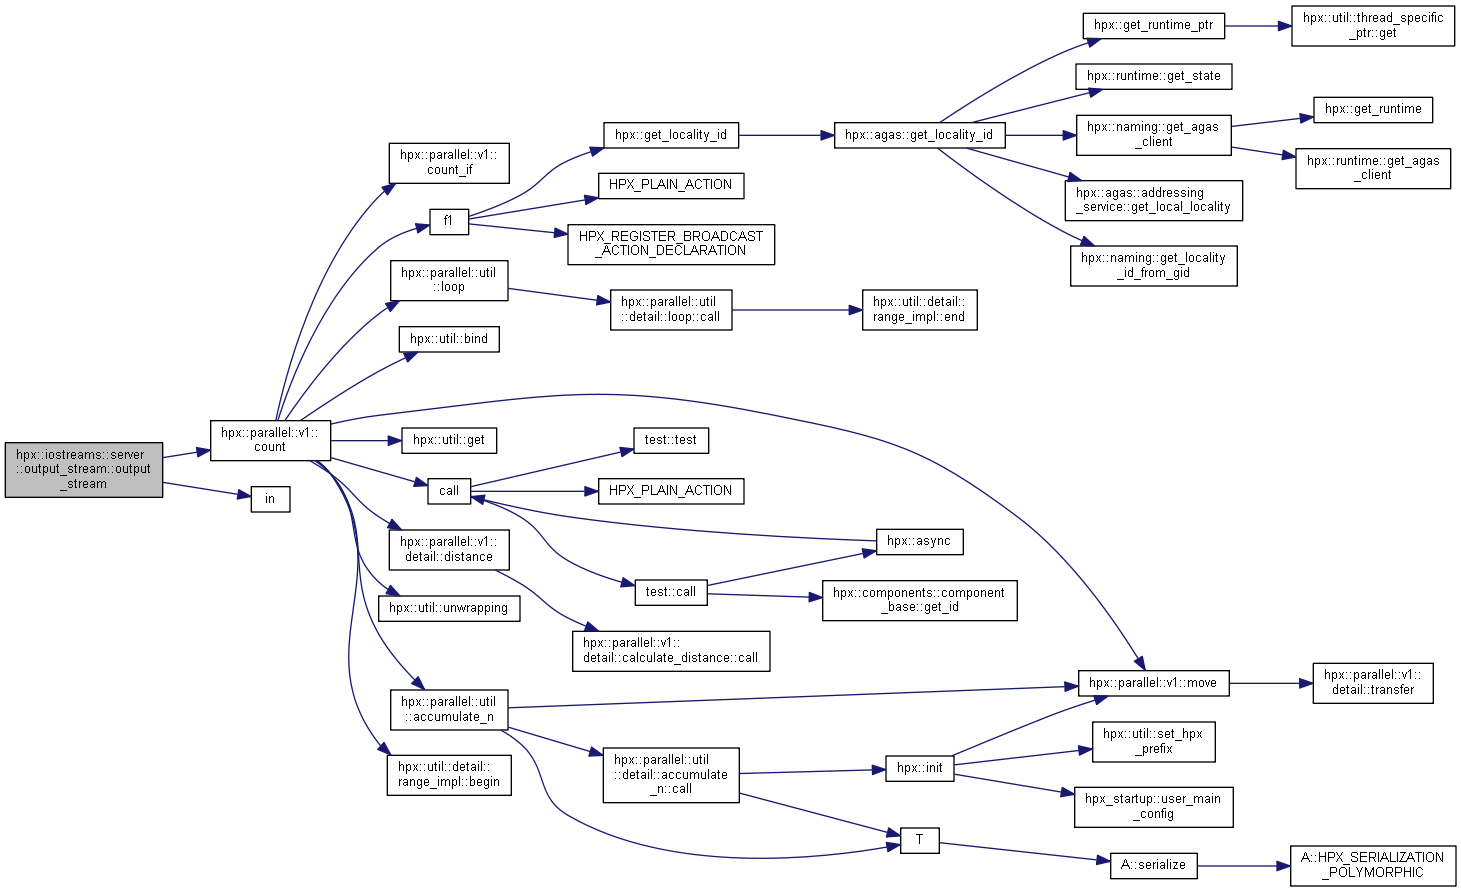 hpx::iostreams::server
::output_stream::output
_stream
hpx::parallel::v1::
count
in
hpx::parallel::v1::
count_if
f1
hpx::parallel::util
::loop
hpx::util::bind
hpx::util::get
call
hpx::parallel::v1::
detail::distance
hpx::util::unwrapping
hpx::parallel::util
::accumulate_n
hpx::util::detail::
range_impl::begin
hpx::get_locality_id
HPX_PLAIN_ACTION
HPX_REGISTER_BROADCAST
_ACTION_DECLARATION
hpx::parallel::util
::detail::loop::call
test::test
HPX_PLAIN_ACTION
test::call
hpx::parallel::v1::
detail::calculate_distance::call
hpx::parallel::util
::detail::accumulate
_n::call
hpx::agas::get_locality_id
hpx::util::detail::
range_impl::end
hpx::async
hpx::components::component
_base::get_id
hpx::init
T
hpx::get_runtime_ptr
hpx::runtime::get_state
hpx::naming::get_agas
_client
hpx::agas::addressing
_service::get_local_locality
hpx::naming::get_locality
_id_from_gid
hpx::parallel::v1::move
hpx::util::set_hpx
_prefix
hpx_startup::user_main
_config
A::serialize
hpx::util::thread_specific
_ptr::get
hpx::get_runtime
hpx::runtime::get_agas
_client
hpx::parallel::v1::
detail::transfer
A::HPX_SERIALIZATION
_POLYMORPHIC